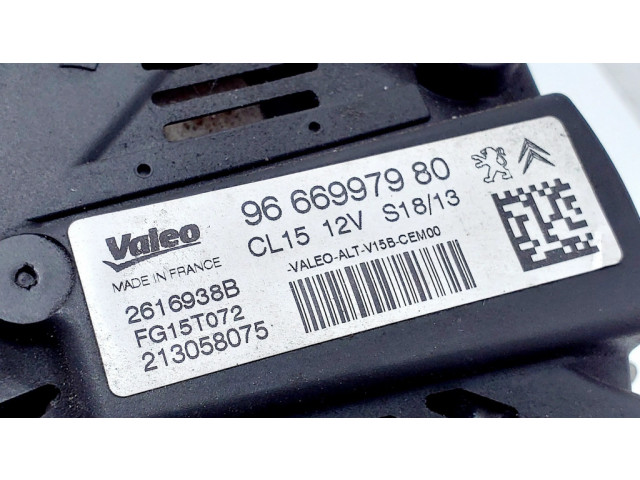 Valeo
MADE IN FRANCE
2616938B
FG15T072
213058075
96 669979 80
CL15 12V S18/13
-VALEO-ALT-V15B-CEM00